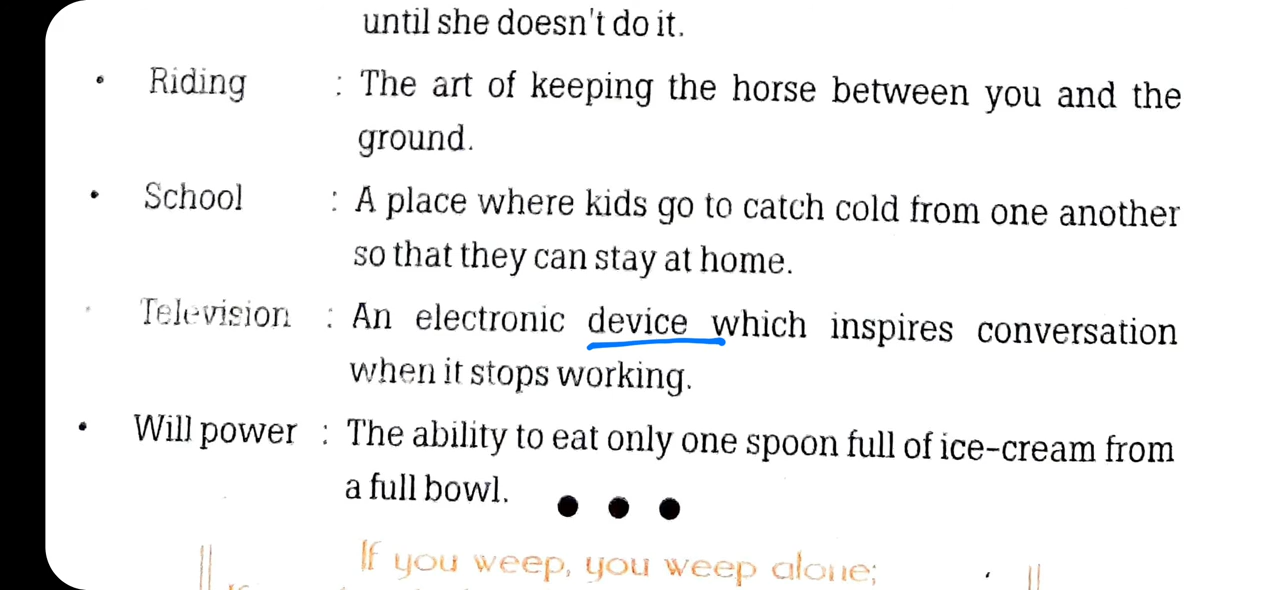 until she doesn't do it.
• Riding : The art of keeping the horse between you and the
ground.
• School : A place where kids go to catch cold from one another
so that they can stay at home.
• Television : An electronic device which inspires conversation
when it stops working.
• Will power : The ability to eat only one spoon full of ice-cream from
a full bowl.
● ● ●
If you weep, you weep alone;